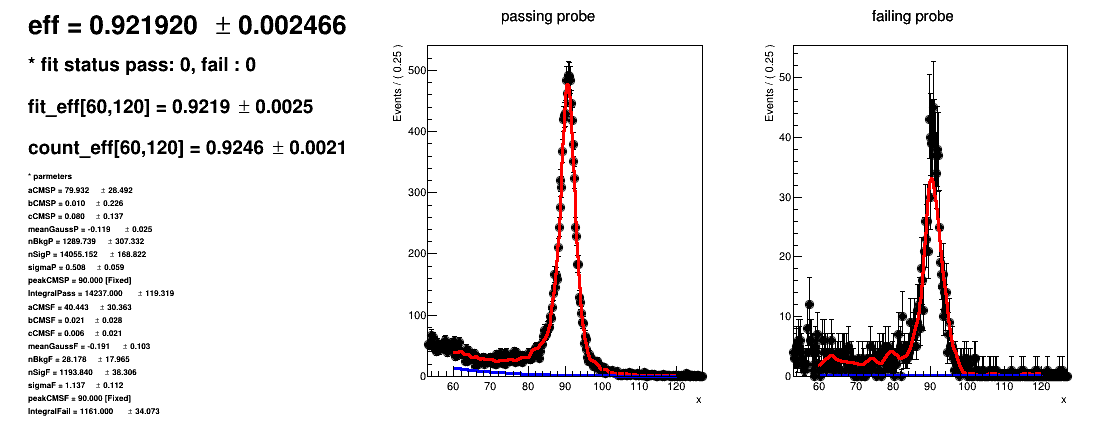 eff = 0.921920 ± 0.002466
* fit status pass: 0, fail : 0
fit_eff[60,120] = 0.9219 ± 0.0025
count_eff[60,120] = 0.9246 ± 0.0021
* parmeters
aCMSP = 79.932 ± 28.492
bCMSP = 0.010 ± 0.226
cCMSP = 0.080 ± 0.137
meanGaussP = -0.119 ± 0.025
nBkgP = 1289.739 ± 307.332
nSigP = 14055.152 ± 168.822
sigmaP = 0.508 ± 0.059
peakCMSP = 90.000 [Fixed]
IntegralPass = 14237.000 ± 119.319
aCMSF = 40.443 ± 30.363
bCMSF = 0.021 ± 0.028
cCMSF = 0.006 ± 0.021
meanGaussF = -0.191 ± 0.103
nBkgF = 28.178 ± 17.965
nSigF = 1193.840 ± 38.306
sigmaF = 1.137 ± 0.112
peakCMSF = 90.000 [Fixed]
IntegralFail = 1161.000 ± 34.073
passing probe
Events / ( 0.25 )
500
400
300
200
100
0
60 70 80 90 100 110 120
x
failing probe
Events / ( 0.25 )
50
40
30
20
10
0
60 70 80 90 100 110 120
x